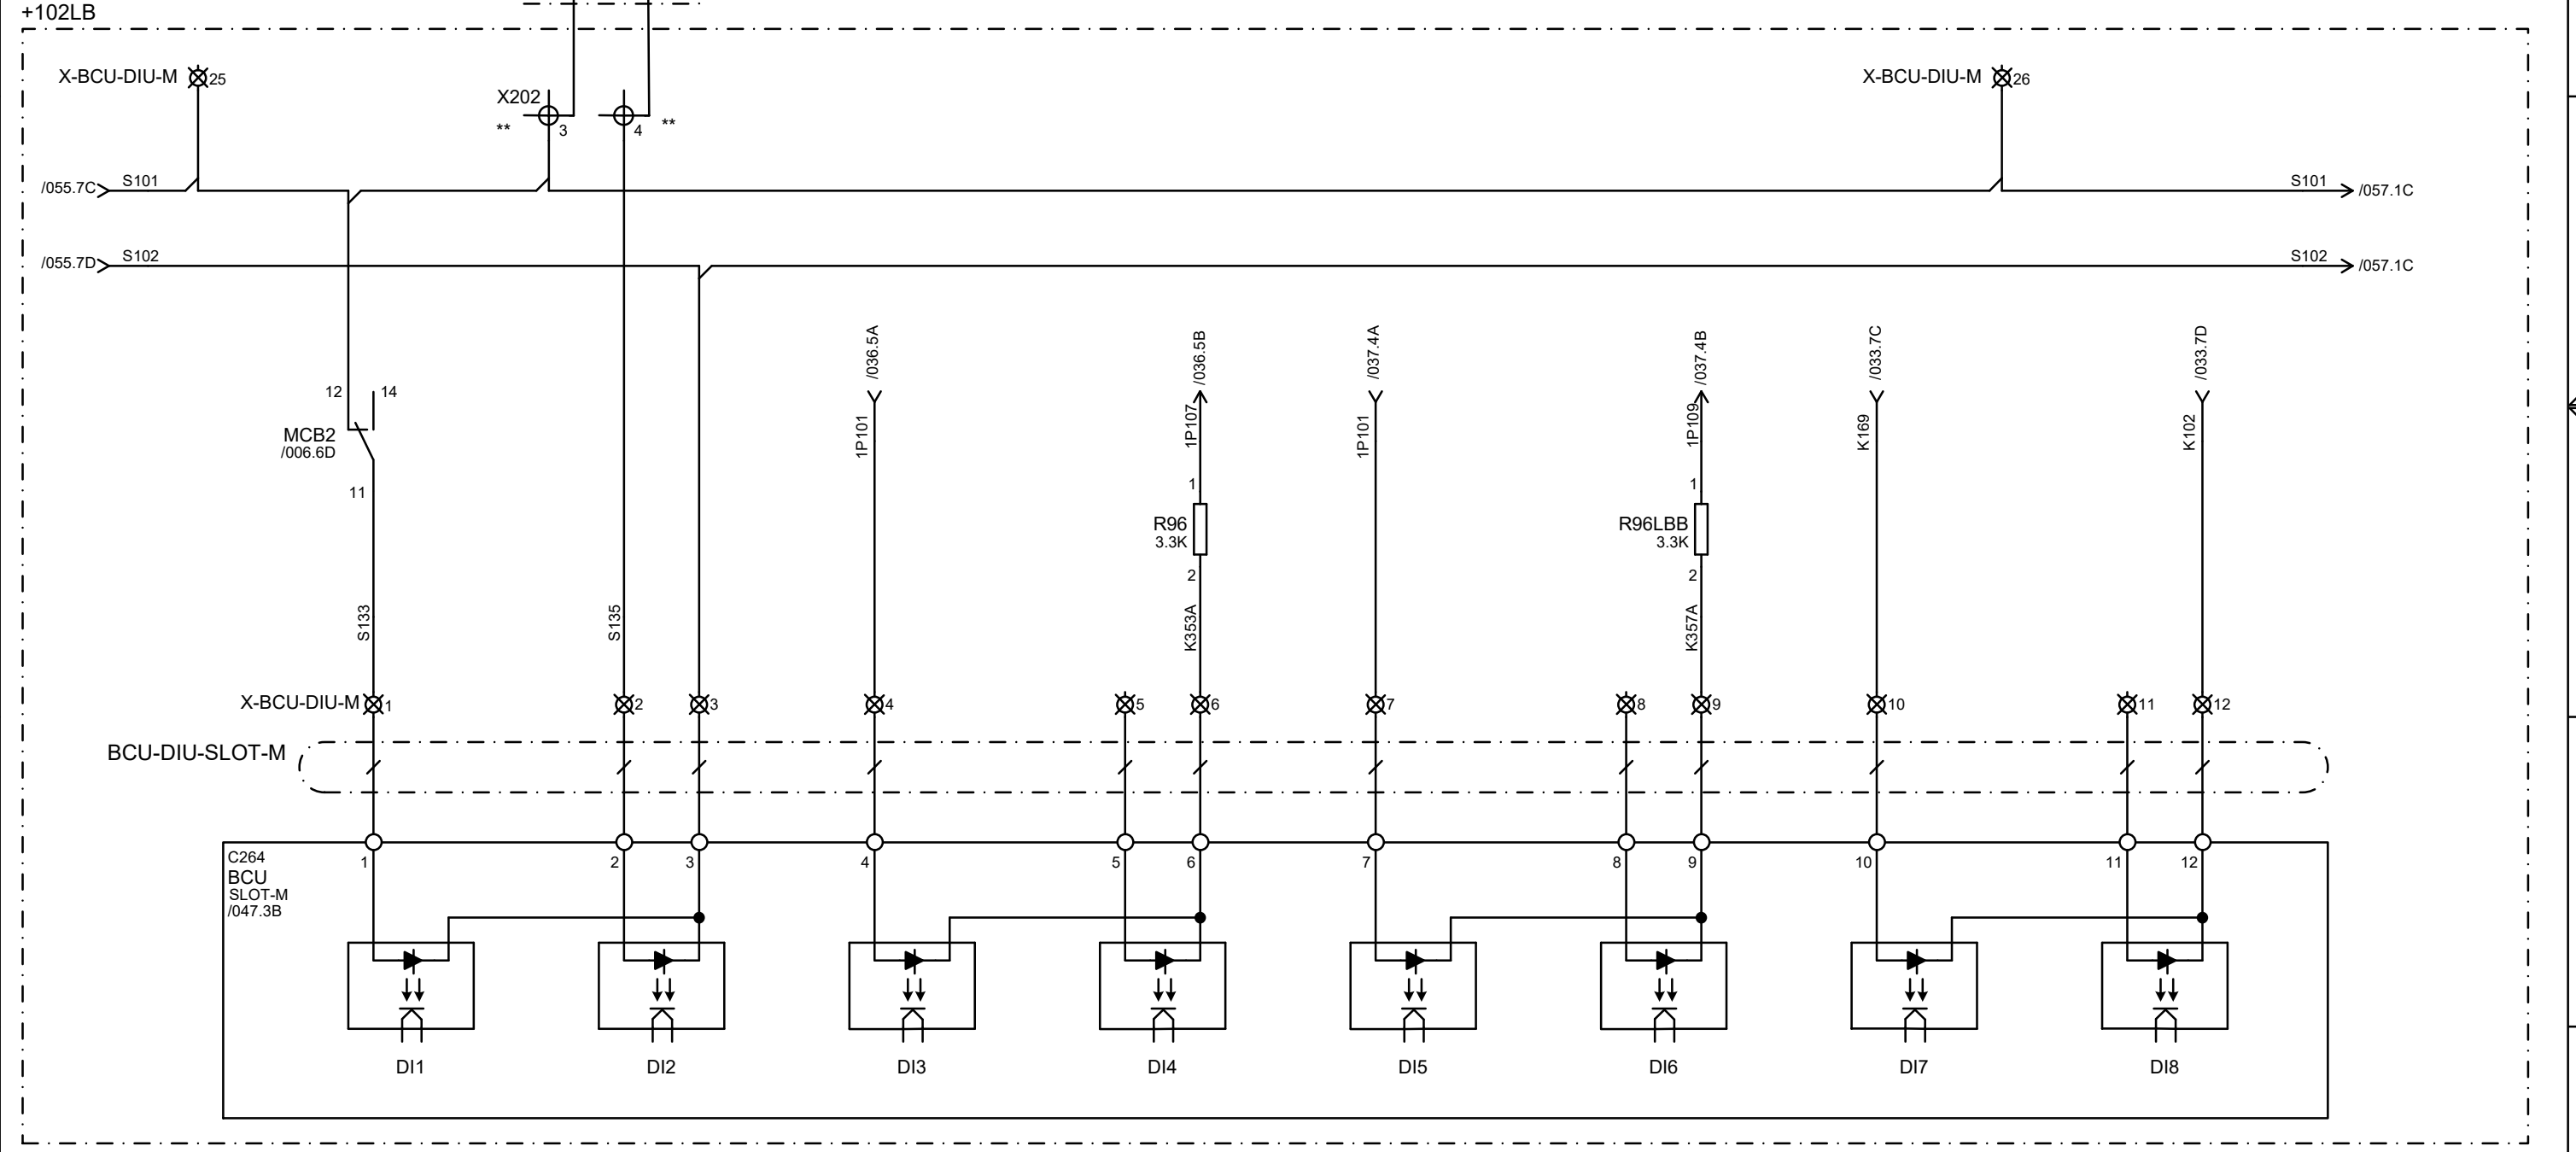 +102LB
X-BCU-DIU-M 25
X-BCU-DIU-M 26
X202
** 3 4 **
/055.7C S101 S101 /057.1C
/055.7D S102 S102 /057.1C
/036.5A /036.5B /037.4A /037.4B /033.7C /033.7D
12 14
1P101 1P107 1P101 1P109 K169 K102
MCB2
/006.6D
11 1 1
R96 R96LBB
3.3K 3.3K
2 2
S133 S135 K353A K357A
X-BCU-DIU-M 1 2 3 4 5 6 7 8 9 10 11 12
BCU-DIU-SLOT-M
C264 1 2 3 4 5 6 7 8 9 10 11 12
BCU
SLOT-M
/047.3B
DI1 DI2 DI3 DI4 DI5 DI6 DI7 DI8